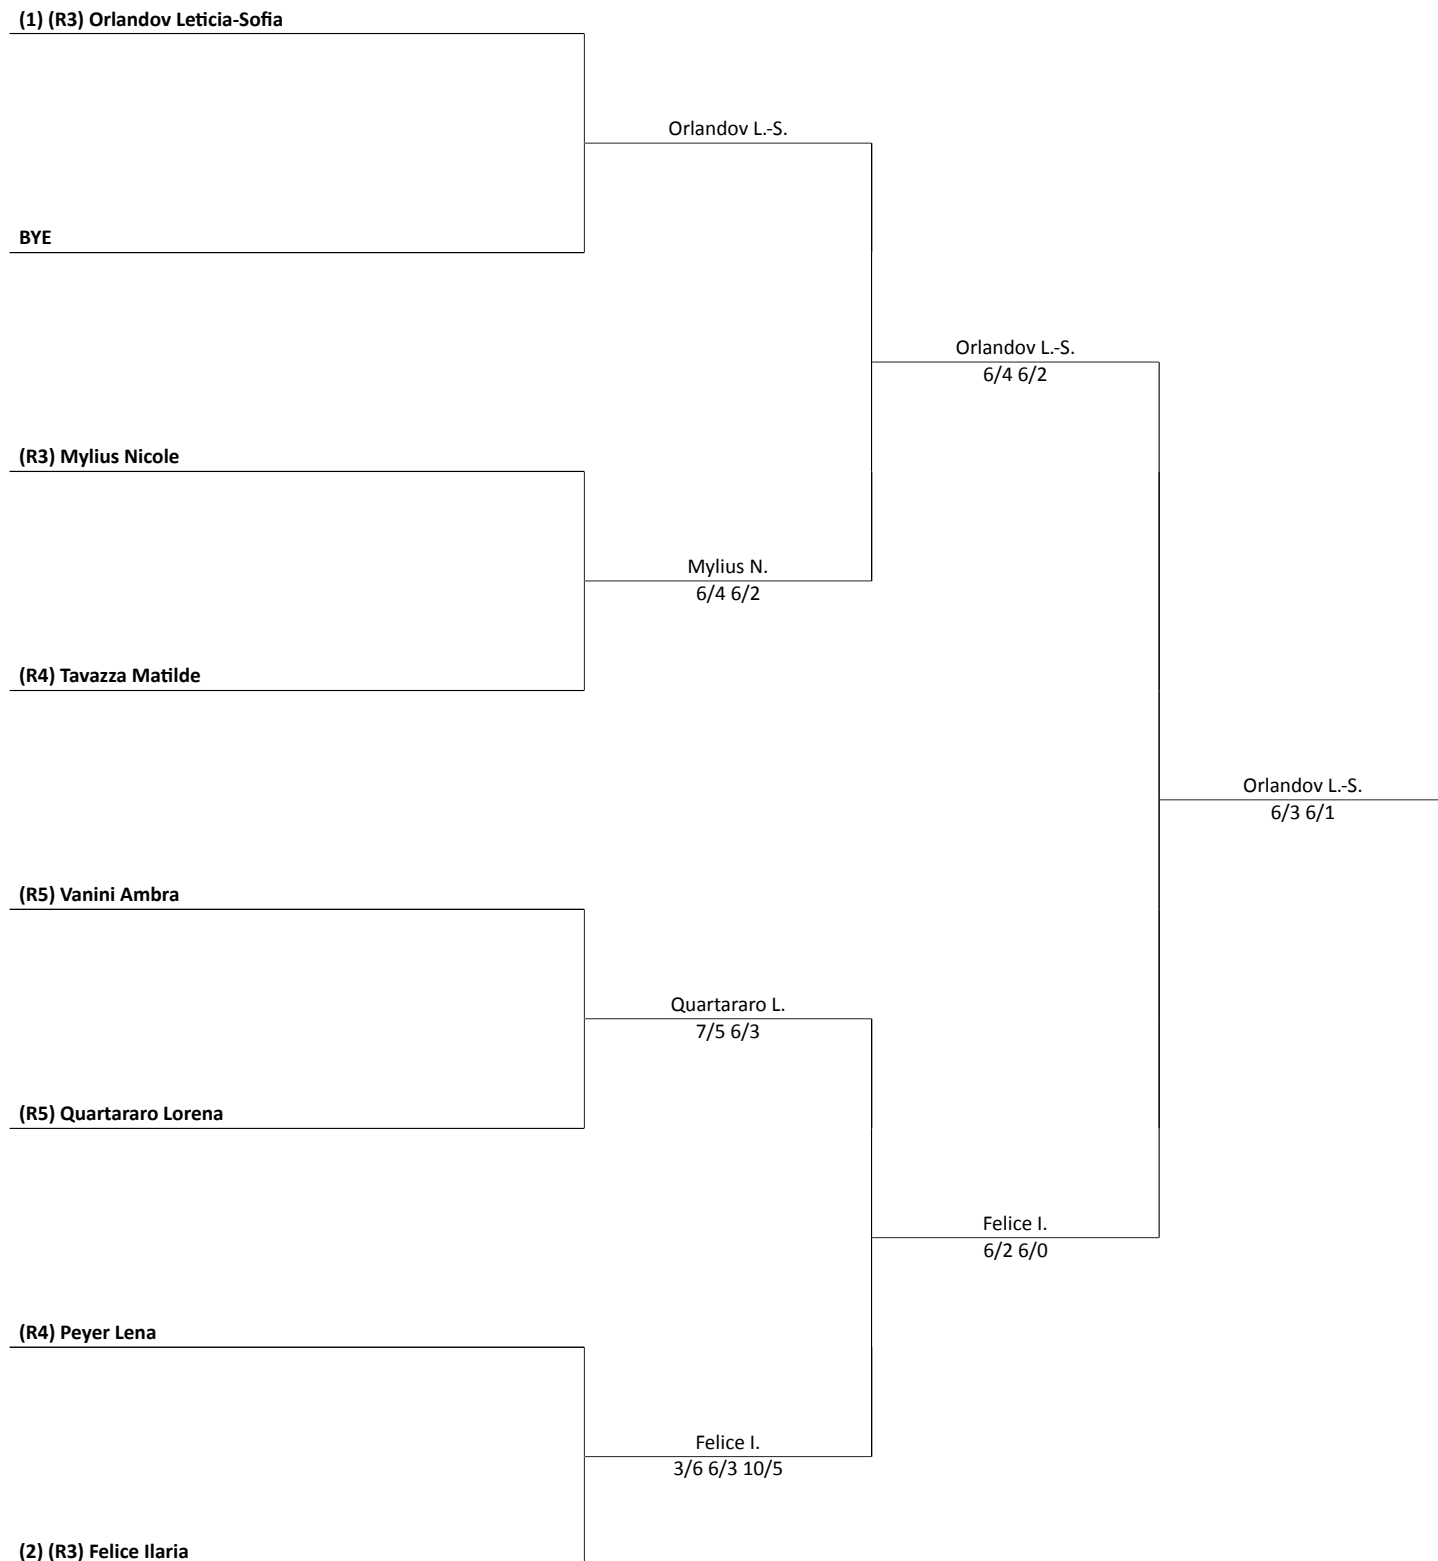 (1) (R3) Orlandov Leticia-Sofia
Orlandov L.-S.
BYE
Orlandov L.-S.
6/4 6/2
(R3) Mylius Nicole
Mylius N.
6/4 6/2
(R4) Tavazza Matilde
Orlandov L.-S.
6/3 6/1
(R5) Vanini Ambra
Quartararo L.
7/5 6/3
(R5) Quartararo Lorena
Felice I.
6/2 6/0
(R4) Peyer Lena
Felice I.
3/6 6/3 10/5
(2) (R3) Felice Ilaria